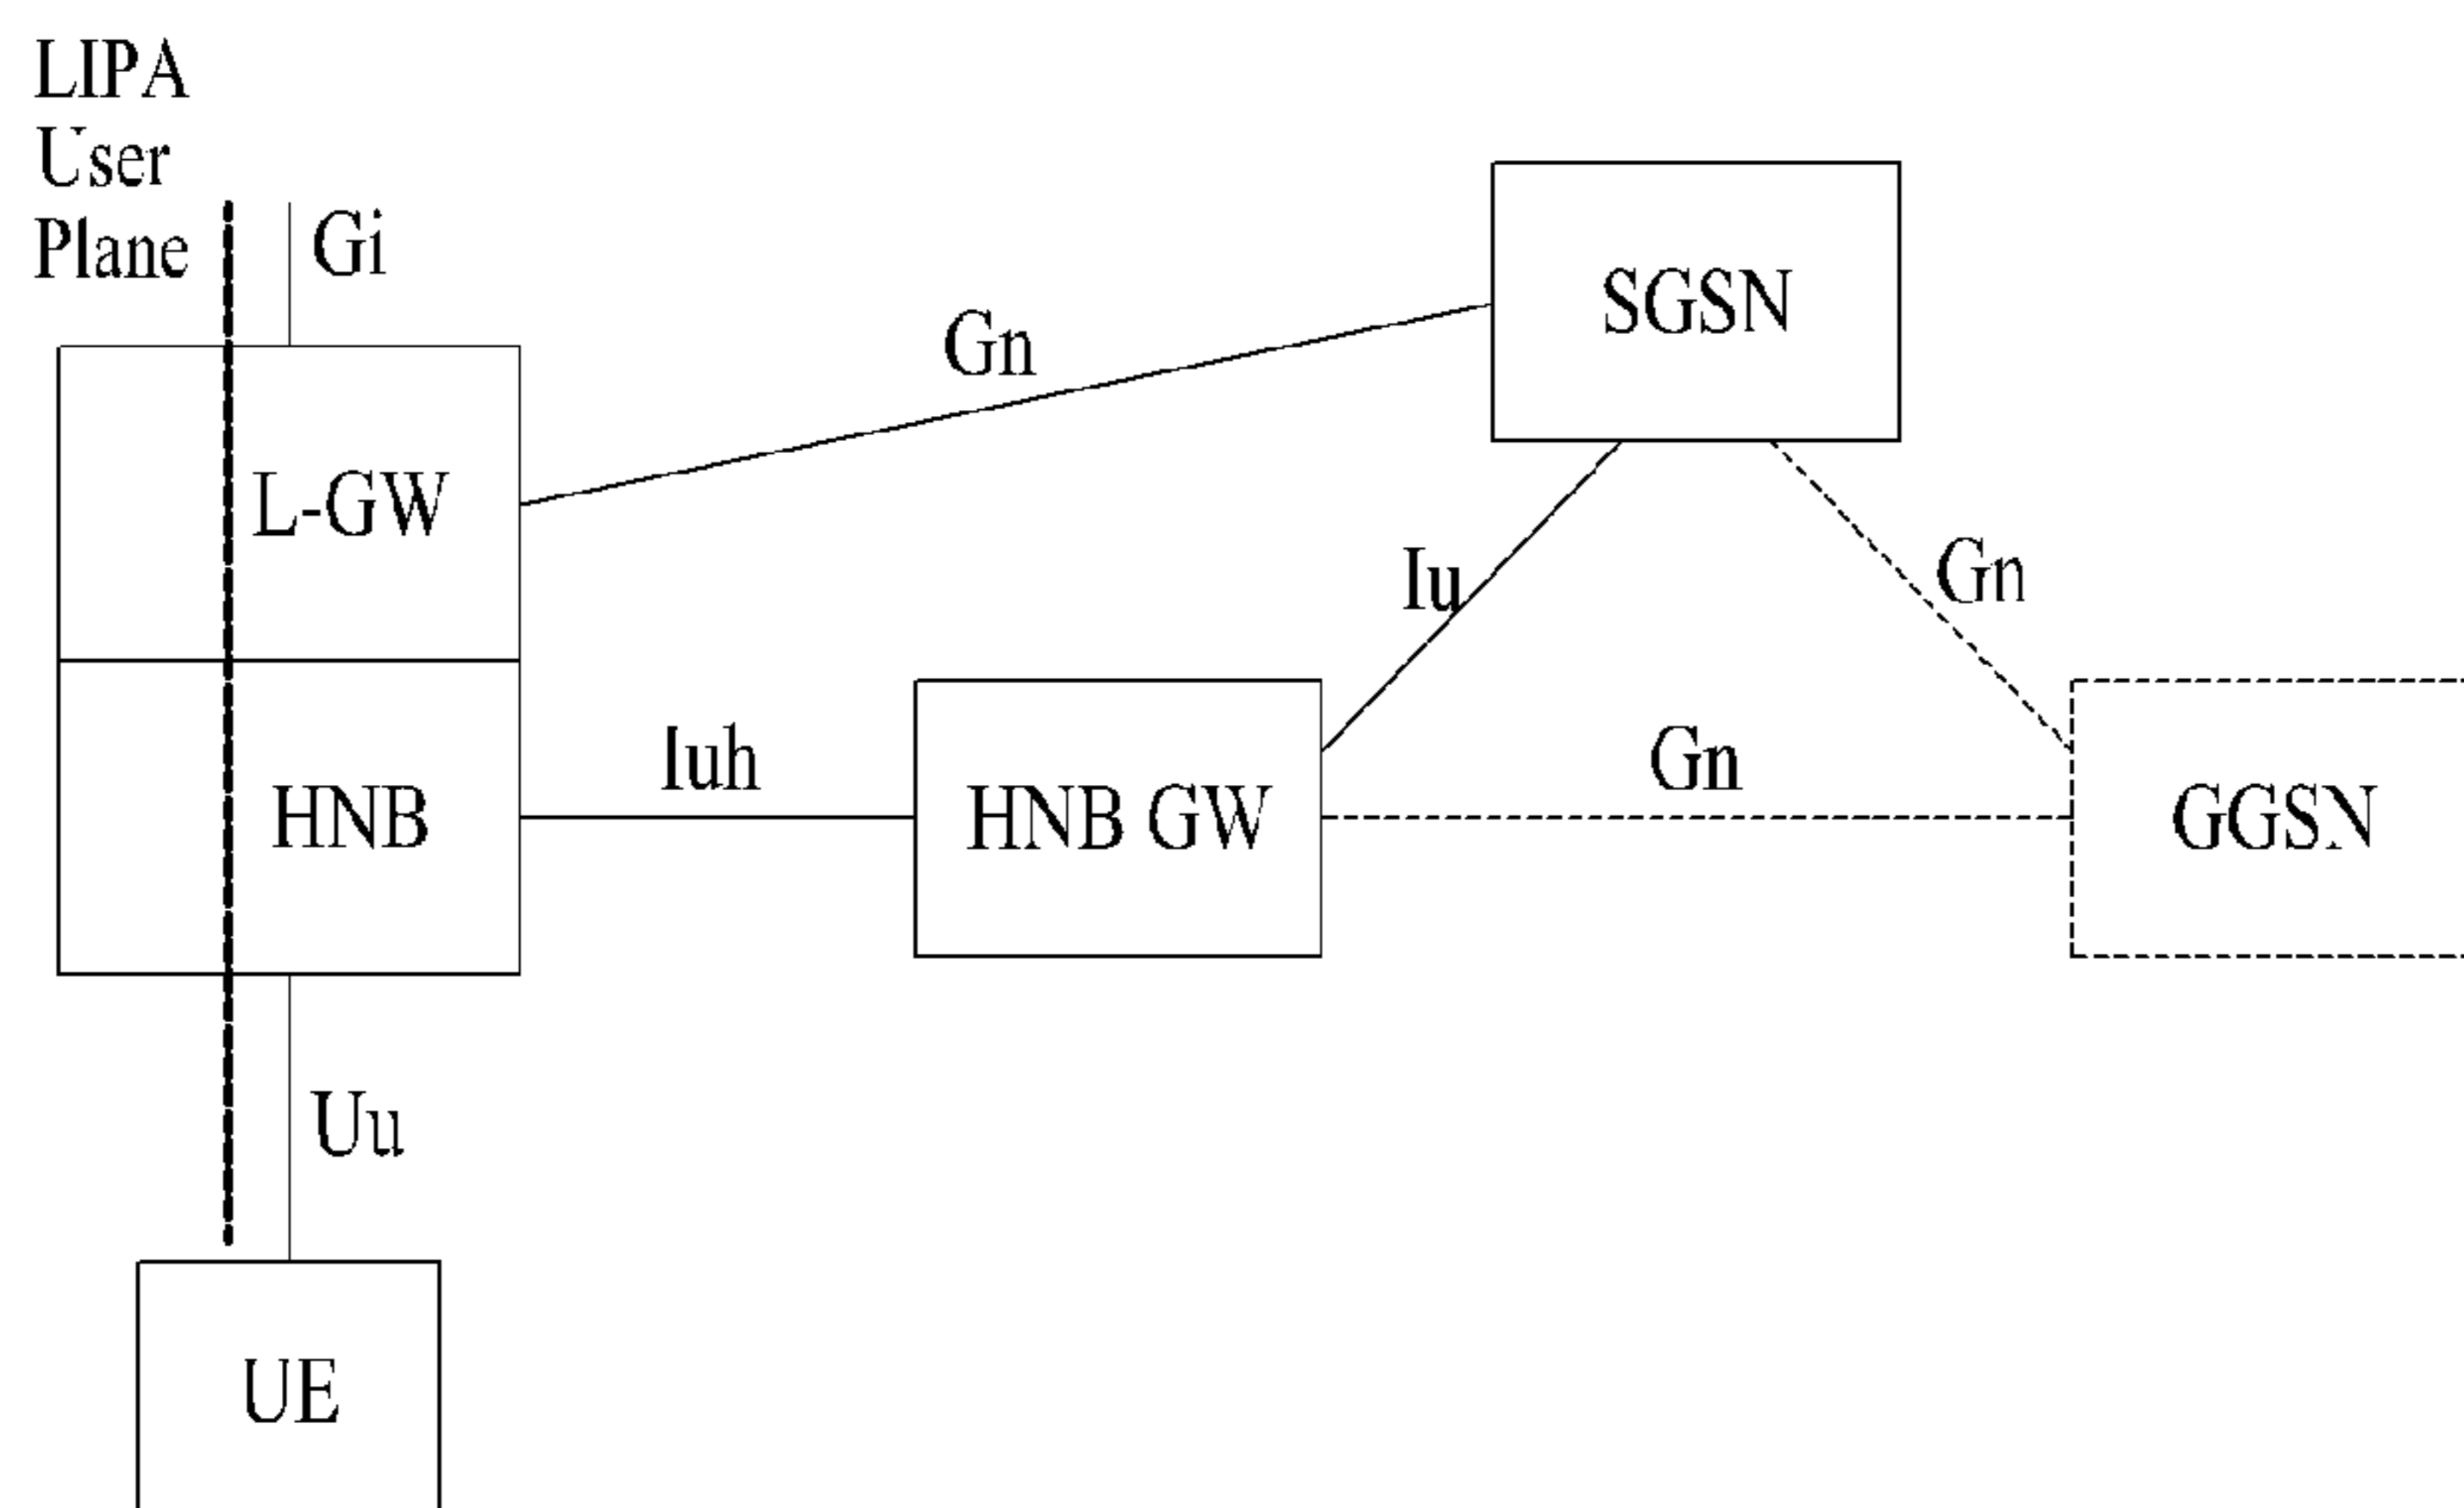 LIPA
User
Plane
Gi
SGSN
Gn
L-GW
Iu
Gn
Iuh
Gn
HNB
HNB GW
GGSN
Uu
UE